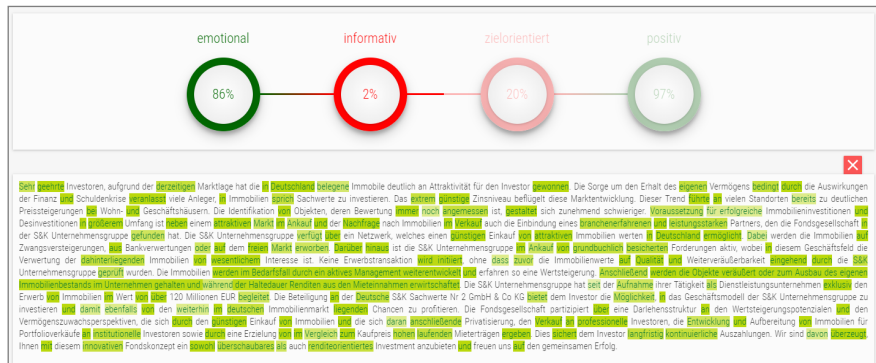 emotional informativ zielorientiert positiv
86% 2% 20% 97%
Sehr geehrte Investoren, aufgrund der derzeitigen Marktlage hat die in Deutschland belegene Immobile deutlich an Attraktivität für den Investor gewonnen. Die Sorge um den Erhalt des eigenen Vermögens bedingt durch die Auswirkungen
der Finanz und Schuldenkrise veranlasst viele Anleger, in Immobilien sprich Sachwerte zu investieren. Das extrem günstige Zinsniveau beflügelt diese Marktentwicklung. Dieser Trend führte an vielen Standorten bereits zu deutlichen
Preissteigerungen bei Wohn- und Geschäftshäusern. Die Identifikation von Objekten, deren Bewertung immer noch angemessen ist, gestaltet sich zunehmend schwieriger. Voraussetzung für erfolgreiche Immobilieninvestitionen und
Desinvestitionen in größerem Umfang ist neben einem attraktiven Markt im Ankauf und der Nachfrage nach Immobilien im Verkauf auch die Einbindung eines branchenerfahrenen und leistungsstarken Partners, den die Fondsgesellschaft in
der S&K Unternehmensgruppe gefunden hat. Die S&K Unternehmensgruppe verfügt über ein Netzwerk, welches einen günstigen Einkauf von attraktiven Immobilien werten in Deutschland ermöglicht. Dabei werden die Immobilien auf
Zwangsversteigerungen, aus Bankverwertungen oder auf dem freien Markt erworben. Darüber hinaus ist die S&K Unternehmensgruppe im Ankauf von grundbuchlich besicherten Forderungen aktiv, wobei in diesem Geschäftsfeld die
Verwertung der dahinterliegenden Immobilien von wesentlichem Interesse ist. Keine Erwerbstransaktion wird initiiert, ohne dass zuvor die Immobilienwerte auf Qualität und Weiterveräußerbarkeit eingehend durch die S&K
Unternehmensgruppe geprüft wurden. Die Immobilien werden im Bedarfsfall durch ein aktives Management weiterentwickelt und erfahren so eine Wertsteigerung. Anschließend werden die Objekte veräußert oder zum Ausbau des eigenen
Immobilienbestands im Unternehmen gehalten und während der Haltedauer Renditen aus den Mieteinnahmen erwirtschaftet. Die S&K Unternehmensgruppe hat seit der Aufnahme ihrer Tätigkeit als Dienstleistungsunternehmen exklusiv den
Erwerb von Immobilien im Wert von über 120 Millionen EUR begleitet. Die Beteiligung an der Deutsche S&K Sachwerte Nr 2 GmbH & Co KG bietet dem Investor die Möglichkeit, in das Geschäftsmodell der S&K Unternehmensgruppe zu
investieren und damit ebenfalls von den weiterhin im deutschen Immobilienmarkt liegenden Chancen zu profitieren. Die Fondsgesellschaft partizipiert über eine Darlehensstruktur an den Wertsteigerungspotenzialen und den
Vermögenszuwachsperspektiven, die sich durch den günstigen Einkauf von Immobilien und die sich daran anschließende Privatisierung, den Verkauf an professionelle Investoren, die Entwicklung und Aufbereitung von Immobilien für
Portfolioverkäufe an institutionelle Investoren sowie durch eine Erzielung von im Vergleich zum Kaufpreis hohen laufenden Mieterträgen ergeben. Dies sichert dem Investor langfristig kontinuierliche Auszahlungen. Wir sind davon überzeugt,
Ihnen mit diesem innovativen Fondskonzept ein sowohl überschaubares als auch renditeorientiertes Investment anzubieten und freuen uns auf den gemeinsamen Erfolg.